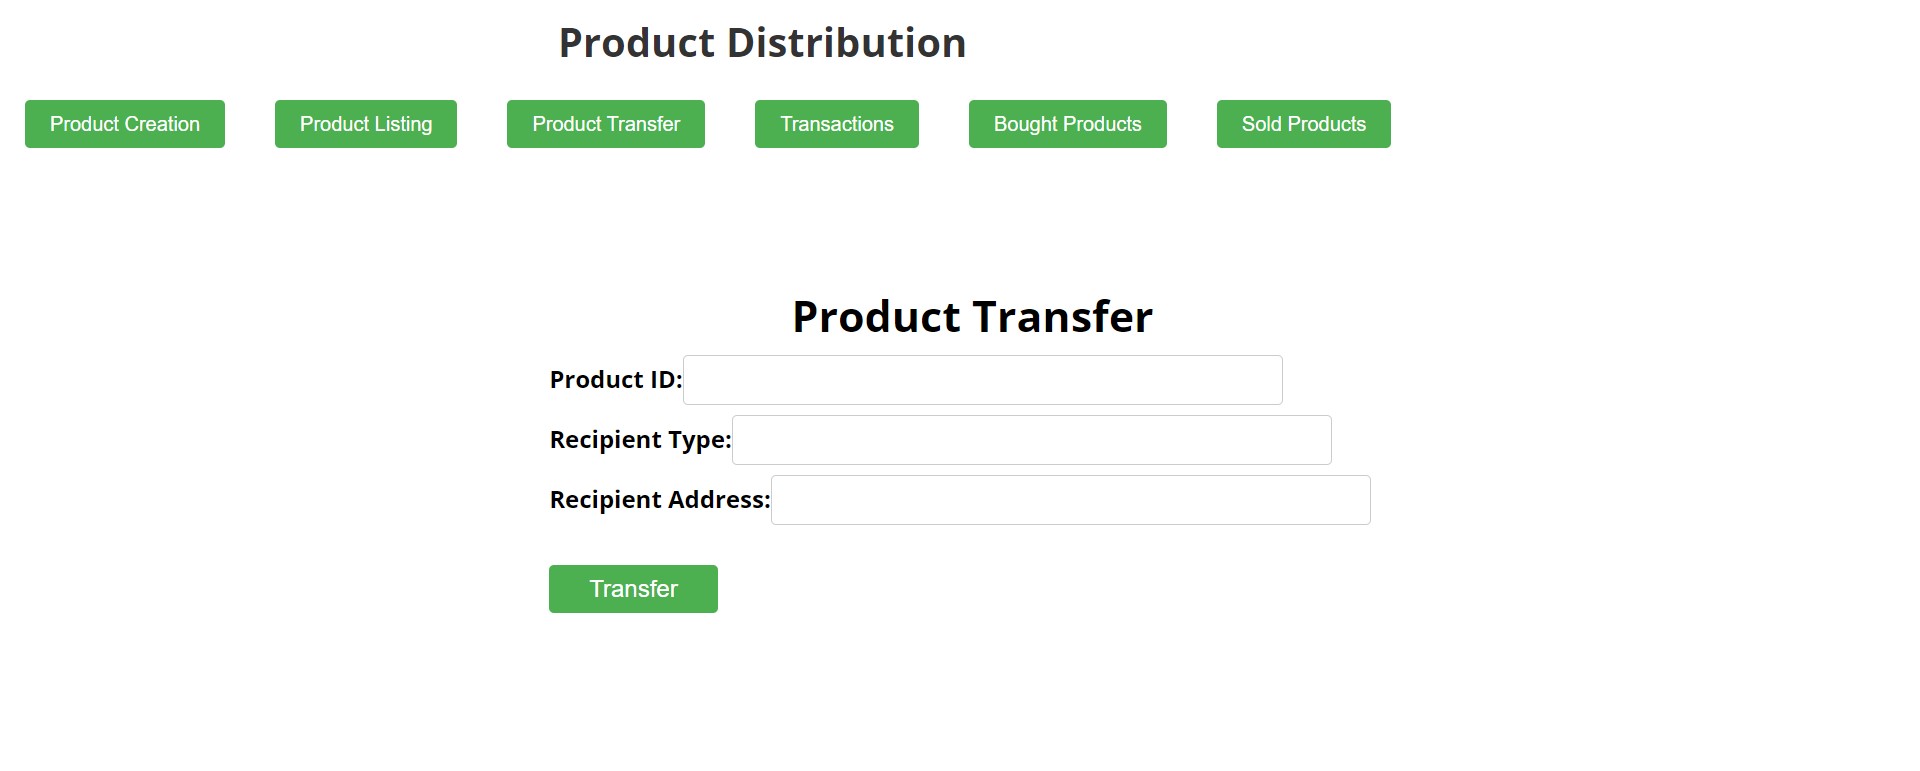 Product Distribution
Product Creation Product Listing Product Transfer Transactions Bought Products Sold Products
Product Transfer
Product ID:
Recipient Type:
Recipient Address:
Transfer